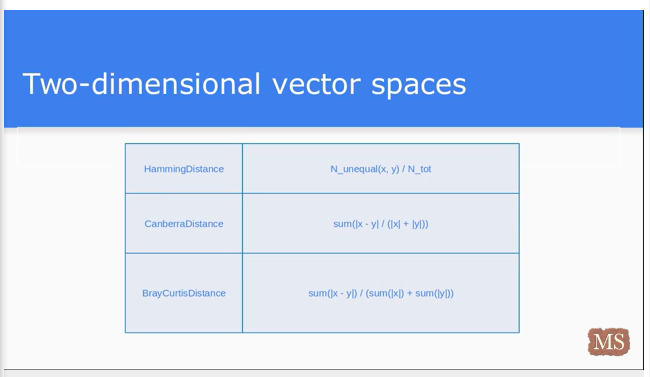 Two-dimensional vector spaces
HammingDistance N_unequal(x, y) / N_tot
CanberraDistance sum(|x - y| / (|x| + |y|))
BrayCurtisDistance sum(|x - y|) / (sum(|x|) + sum(|y|))
MS